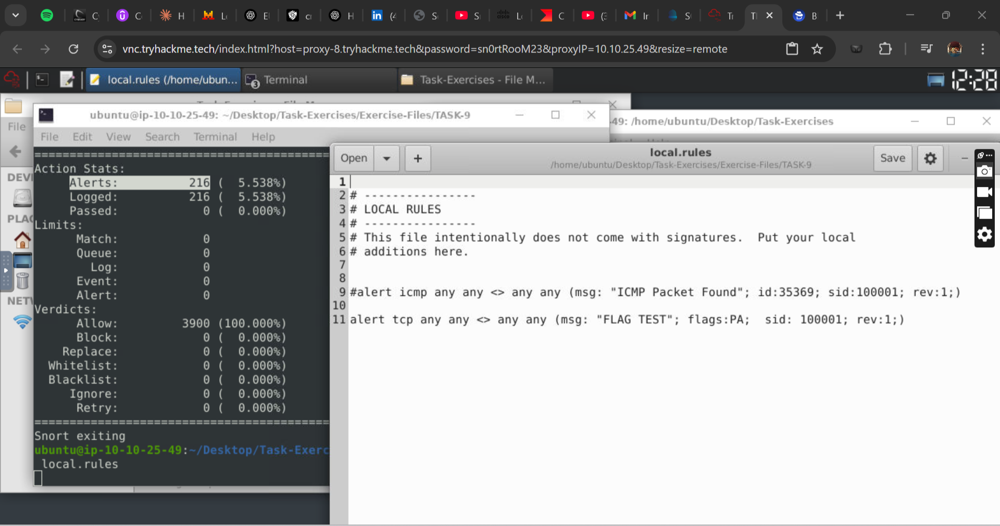 C
C
H
L
E
cr
H
(4
S
S
L
C
(3
Ir
S
Tr
T
B
vnc.tryhackme.tech/index.html?host=proxy-8.tryhackme.tech&password=sn0rtRooM23&proxyIP=10.10.25.49&resize=remote
local.rules (/home/ubun...
3
Terminal
Task-Exercises - File M...
12:28
File
DEVI
PLAC
NETW
ubuntu@ip-10-10-25-49: ~/Desktop/Task-Exercises/Exercise-Files/TASK-9
-49: /home/ubuntu/Desktop/Task-Exercises
File Edit View Search Terminal Help
================================================
Action Stats:
Alerts: 216 ( 5.538%)
Logged: 216 ( 5.538%)
Passed: 0 ( 0.000%)
Limits:
Match: 0
Queue: 0
Log: 0
Event: 0
Alert: 0
Verdicts:
Allow: 3900 (100.000%)
Block: 0 ( 0.000%)
Replace: 0 ( 0.000%)
Whitelist: 0 ( 0.000%)
Blacklist: 0 ( 0.000%)
Ignore: 0 ( 0.000%)
Retry: 0 ( 0.000%)
================================================
Snort exiting
ubuntu@ip-10-10-25-49:~/Desktop/Task-Exerc
local.rules
Open
local.rules
/home/ubuntu/Desktop/Task-Exercises/Exercise-Files/TASK-9
Save
1
2 # ----------------
3 # LOCAL RULES
4 # ----------------
5 # This file intentionally does not come with signatures.  Put your local
6 # additions here.
7
8
9 #alert icmp any any <> any any (msg: "ICMP Packet Found"; id:35369; sid:100001; rev:1;)
10
11 alert tcp any any <> any any (msg: "FLAG TEST"; flags:PA;  sid: 100001; rev:1;)